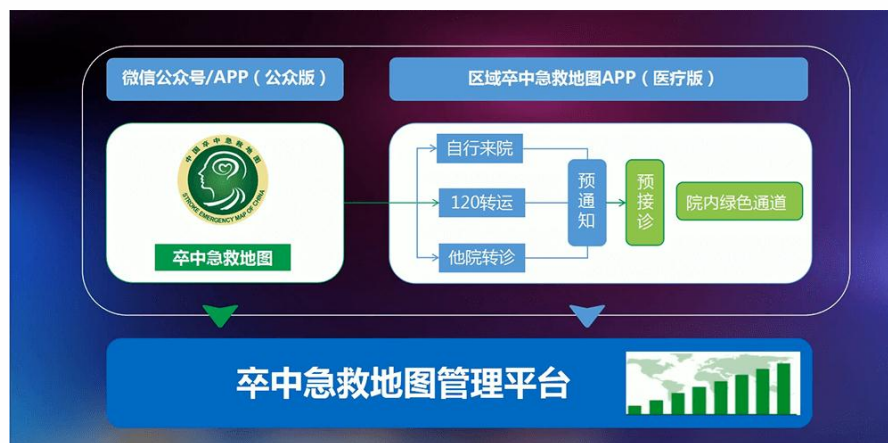 微信公众号/APP（公众版）
区域卒中急救地图APP（医疗版）
中国卒中急救地图
STROKE EMERGENCY MAP OF CHINA
卒中急救地图
自行来院
120转运
他院转诊
预通知
预接诊
院内绿色通道
卒中急救地图管理平台